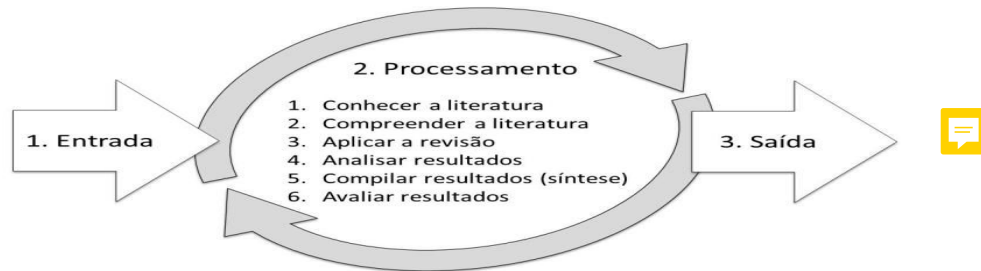 2. Processamento
1. Conhecer a literatura
2. Compreender a literatura
3. Aplicar a revisão
4. Analisar resultados
5. Compilar resultados (síntese)
6. Avaliar resultados
1. Entrada
3. Saída